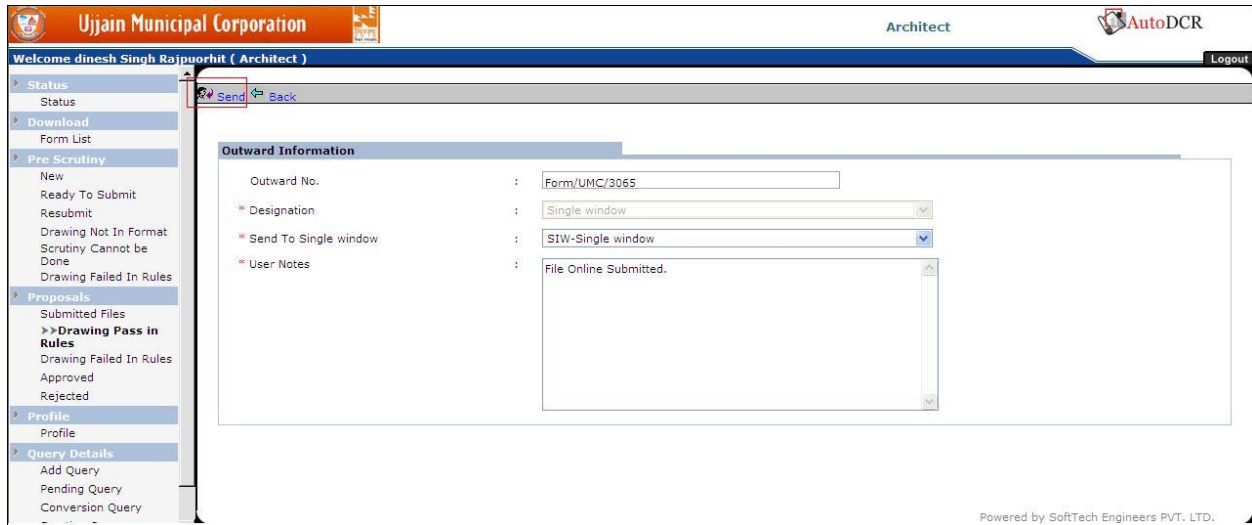 Ujjain Municipal Corporation
Architect
AutoDCR
Welcome dinesh Singh Rajpuorhit ( Architect )
Logout
Status
Status
Download
Form List
Pre Scrutiny
New
Ready To Submit
Resubmit
Drawing Not In Format
Scrutiny Cannot be
Done
Drawing Failed In Rules
Proposals
Submitted Files
>>Drawing Pass in
Rules
Drawing Failed In Rules
Approved
Rejected
Profile
Profile
Query Details
Add Query
Pending Query
Conversion Query
Send Back
Outward Information
Outward No. : Form/UMC/3065
* Designation : Single window
* Send To Single window : SIW-Single window
* User Notes : File Online Submitted.
Powered by SoftTech Engineers PVT. LTD.